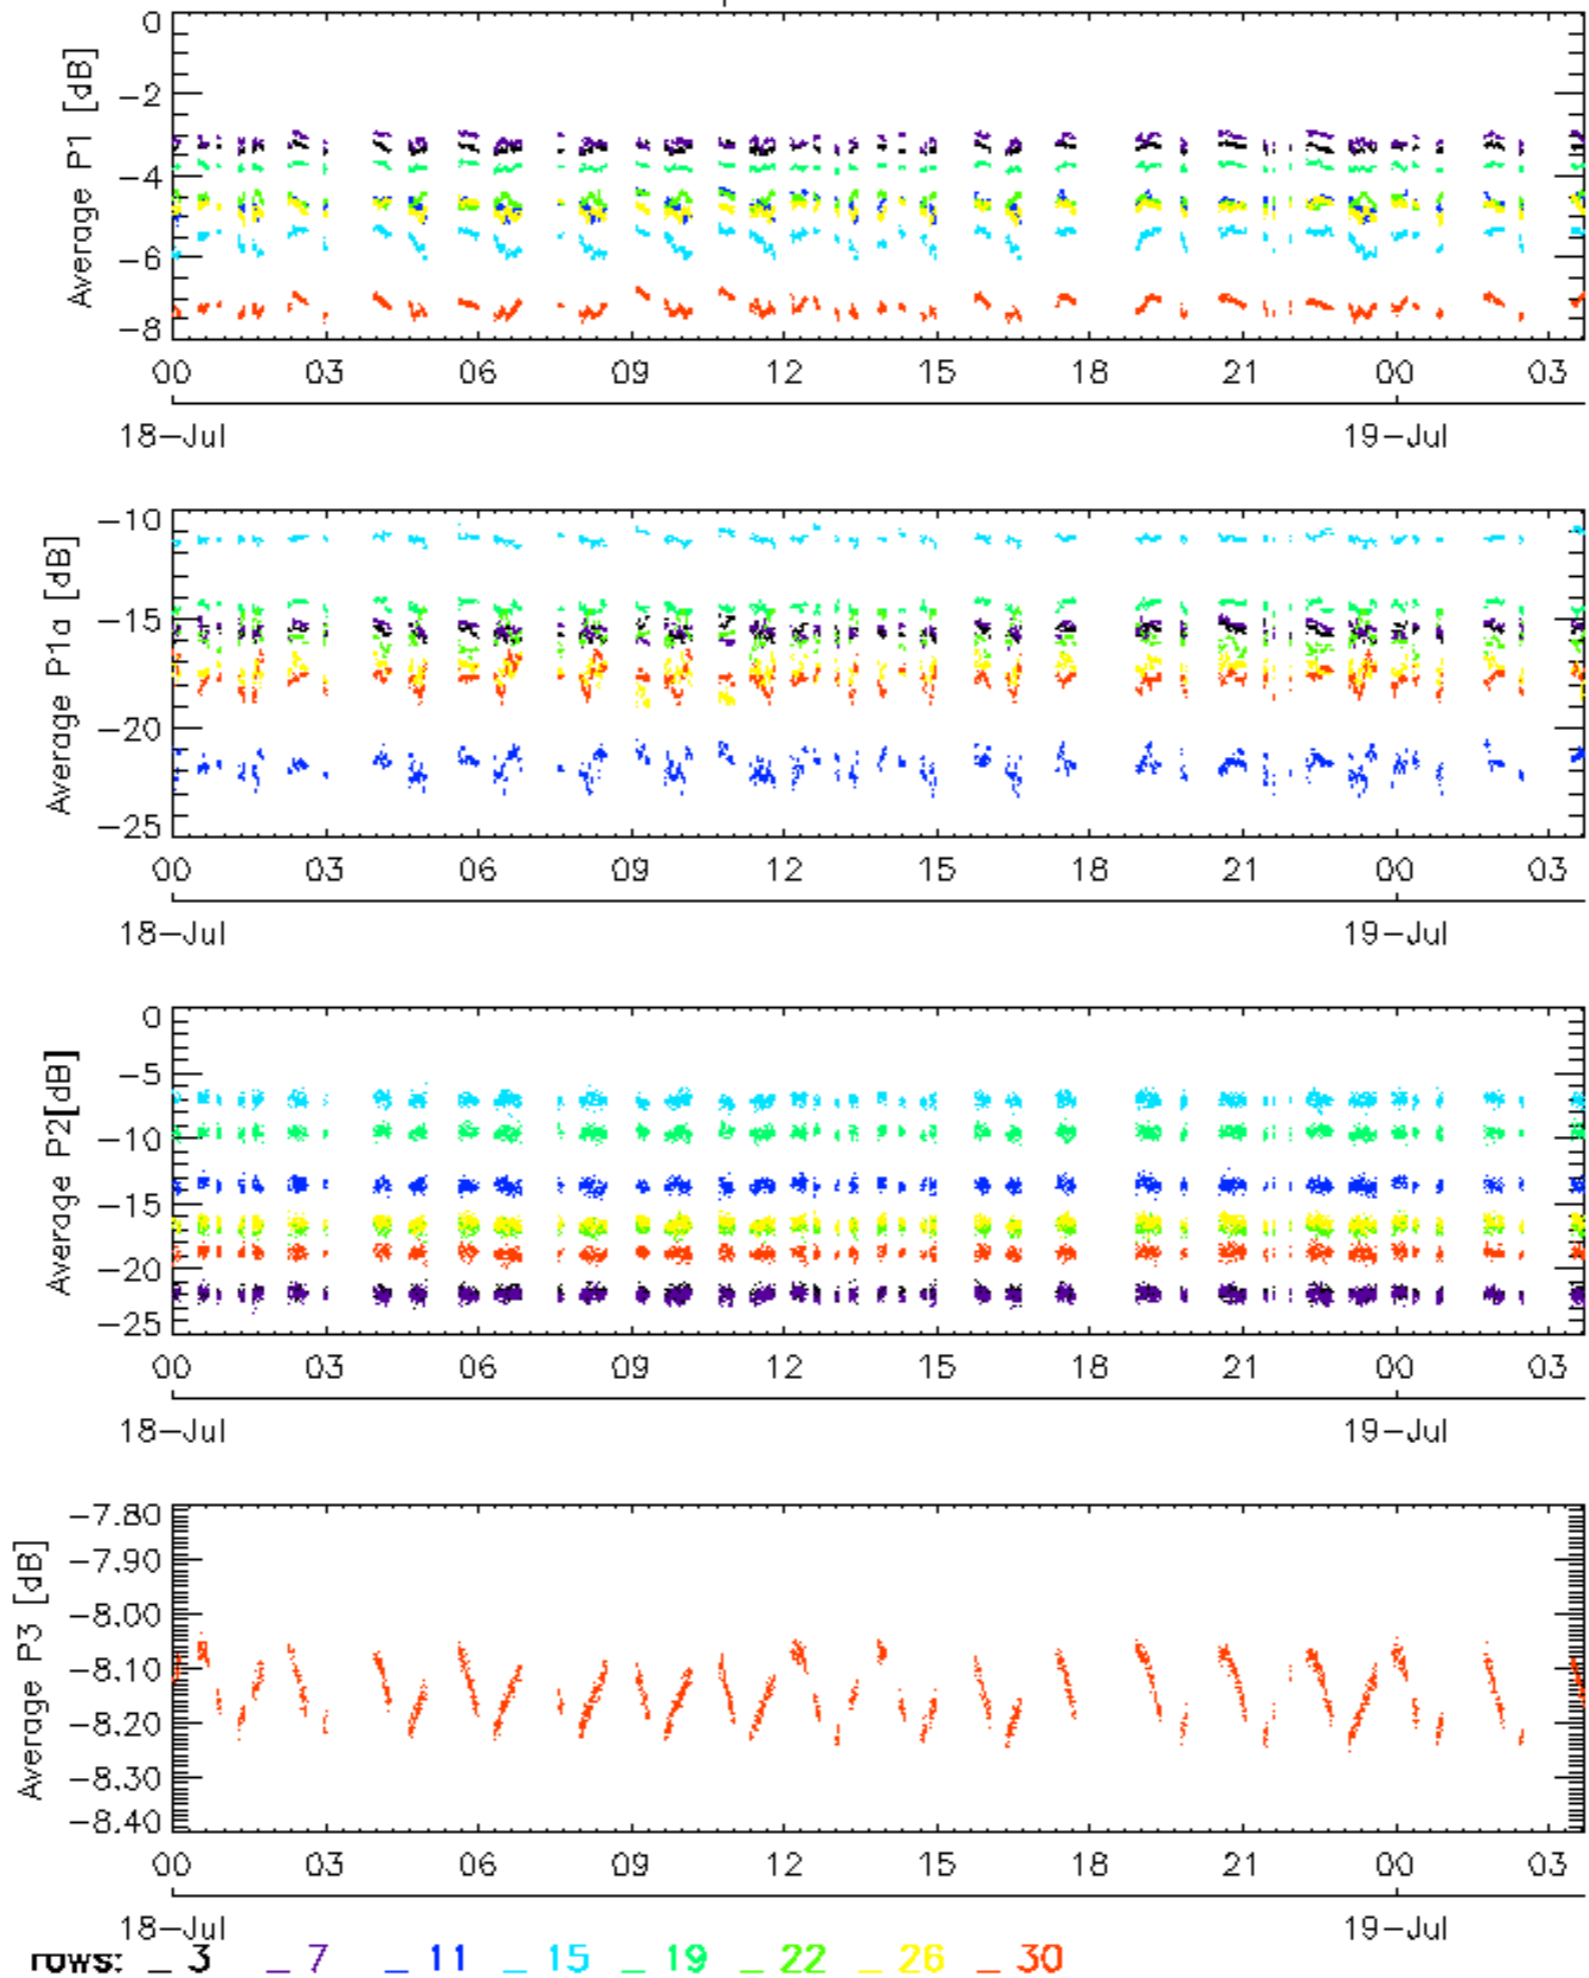 0
-2
-4
-6
-8
Average P1 [dB]
00 03 06 09 12 15 18 21 00 03
18-Jul 19-Jul
-10
-15
-20
-25
Average P1a [dB]
00 03 06 09 12 15 18 21 00 03
18-Jul 19-Jul
0
-5
-10
-15
-20
-25
Average P2[dB]
00 03 06 09 12 15 18 21 00 03
18-Jul 19-Jul
-7.80
-7.90
-8.00
-8.10
-8.20
-8.30
-8.40
Average P3 [dB]
00 03 06 09 12 15 18 21 00 03
18-Jul 19-Jul
rows: _ 3 _ 7 _ 11 _ 15 _ 19 _ 22 _ 26 _ 30